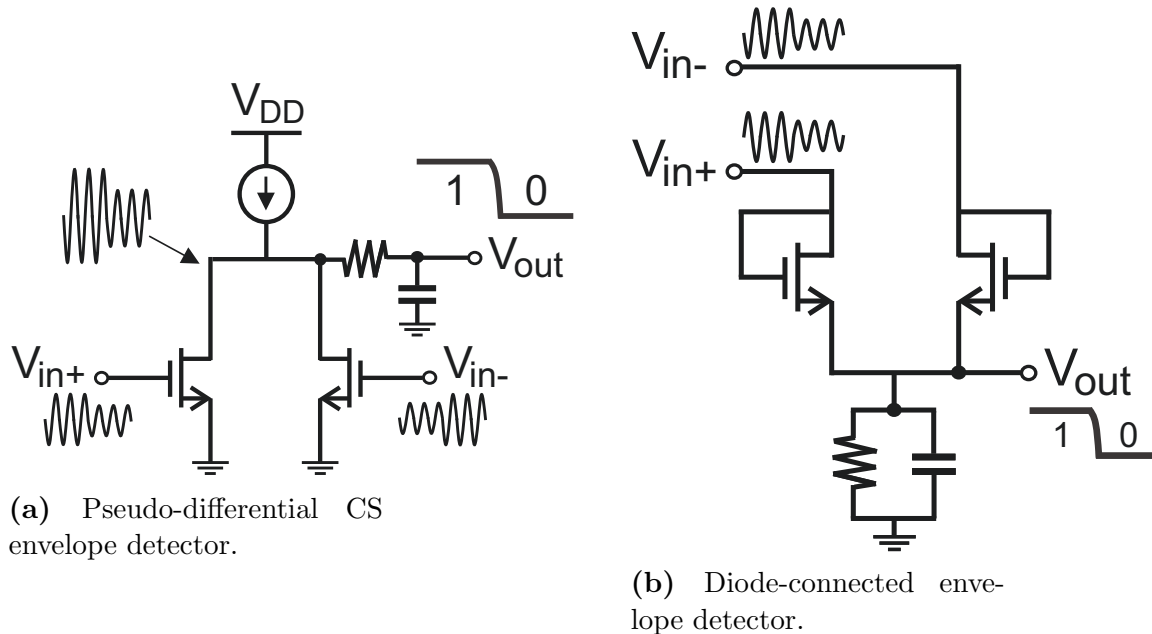 V_DD
1 0
V_out
V_in+
V_in-
(a) Pseudo-differential CS
envelope detector.
V_in-
V_in+
V_out
1 0
(b) Diode-connected enve-
lope detector.